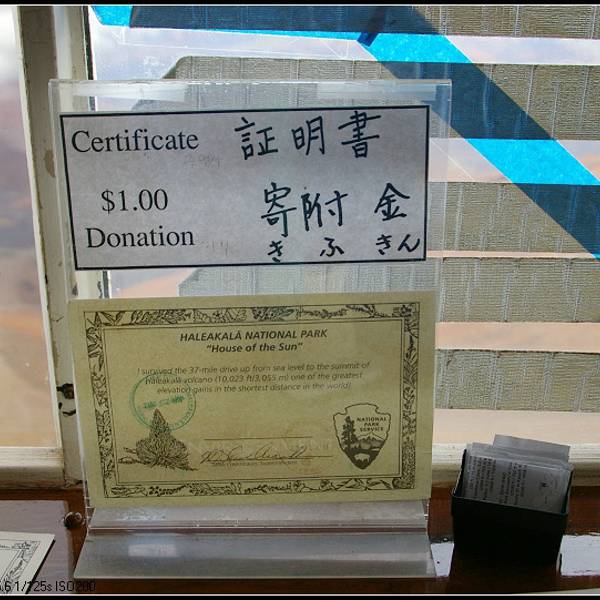 Certificate 証明書
$1.00 寄附金
Donation きふきん
HALEAKALĀ NATIONAL PARK
"House of the Sun"
I survived the 37-mile drive up from sea level to the summit of
Haleakalā volcano (10,023 ft/3,055 m) one of the greatest
elevation gains in the shortest distance in the world.
NATIONAL
PARK
SERVICE
1/125s ISO200